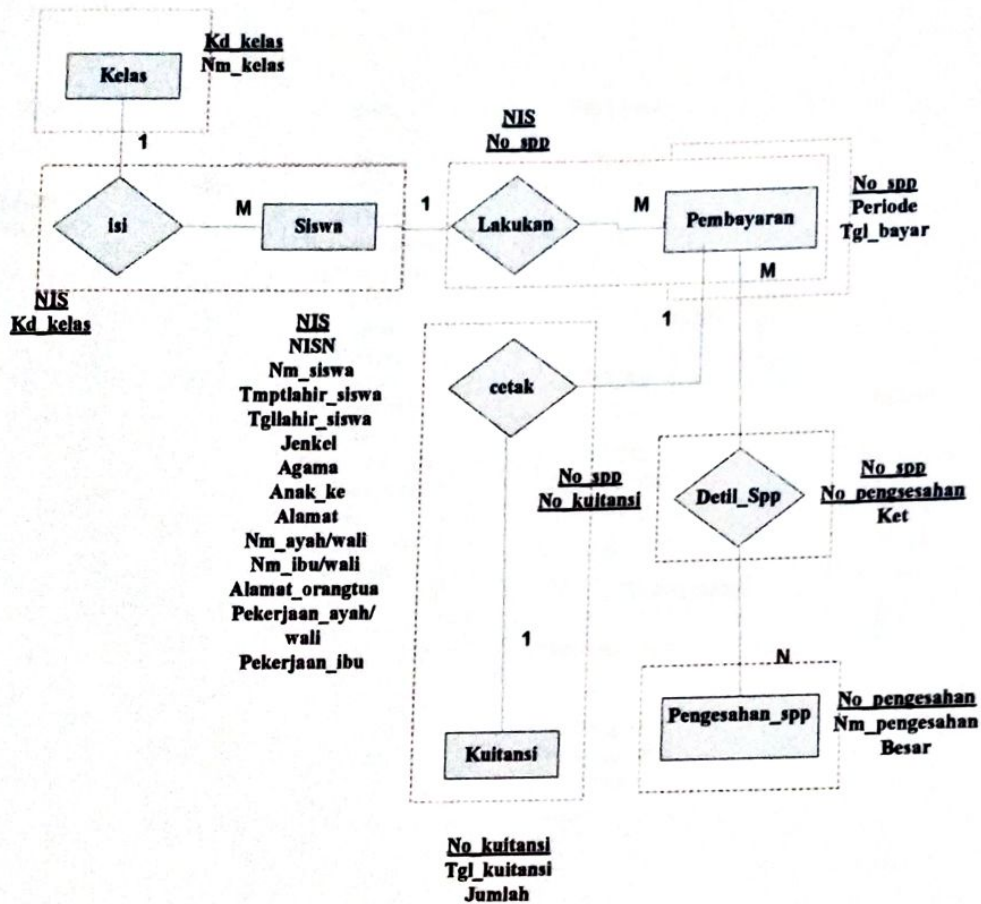 Kd_kelas
Nm_kelas
Kelas
1
NIS
No_spp
isi
M
Siswa
1
Lakukan
M
Pembayaran
No_spp
Periode
Tgl_bayar
M
1
NIS
Kd_kelas
NIS
NISN
Nm_siswa
Tmptlahir_siswa
Tgllahir_siswa
Jenkel
Agama
Anak_ke
Alamat
Nm_ayah/wali
Nm_ibu/wali
Alamat_orangtua
Pekerjaan_ayah/
wali
Pekerjaan_ibu
cetak
No_spp
No_kuitansi
Detil_Spp
No_spp
No_pengsesahan
Ket
1
N
Kuitansi
Pengesahan_spp
No_pengesahan
Nm_pengesahan
Besar
No_kuitansi
Tgl_kuitansi
Jumlah